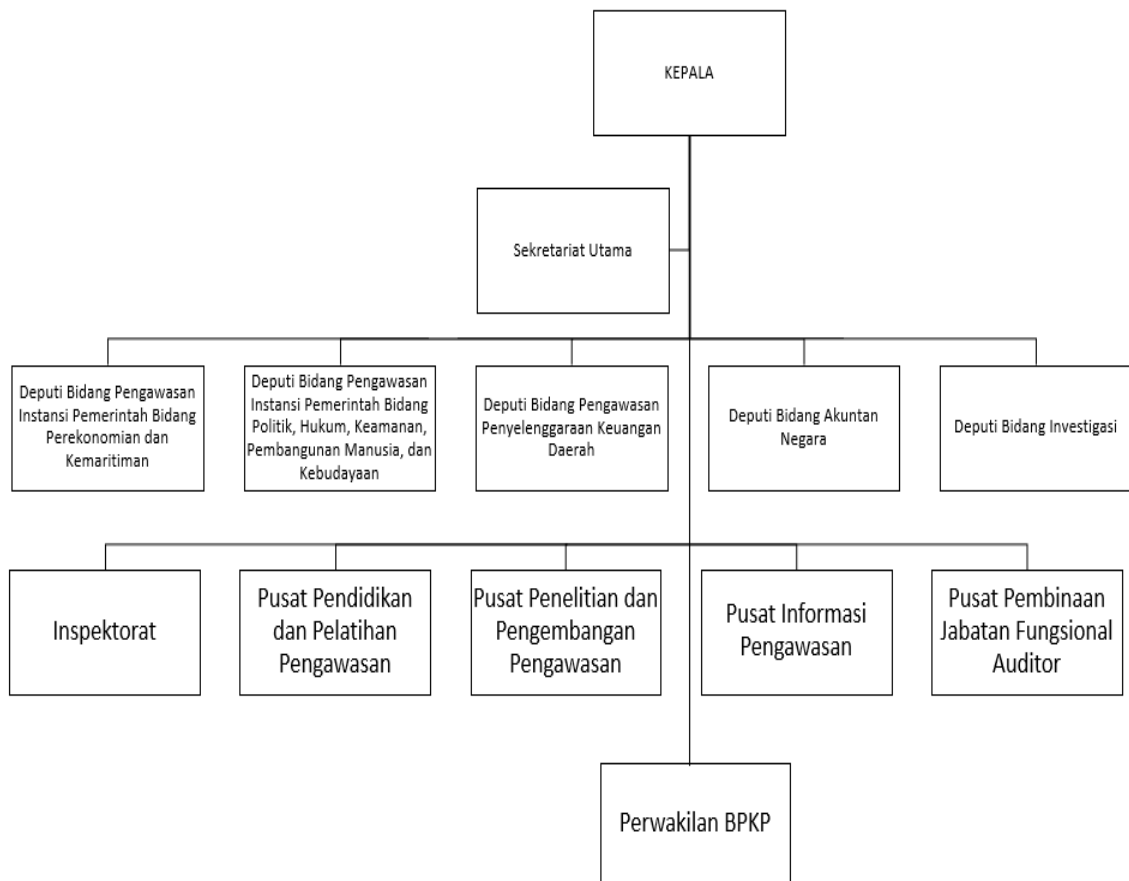 KEPALA
Sekretariat Utama
Deputi Bidang Pengawasan
Instansi Pemerintah Bidang
Perekonomian dan
Kemaritiman
Deputi Bidang Pengawasan
Instansi Pemerintah Bidang
Politik, Hukum, Keamanan,
Pembangunan Manusia, dan
Kebudayaan
Deputi Bidang Pengawasan
Penyelenggaraan Keuangan
Daerah
Deputi Bidang Akuntan
Negara
Deputi Bidang Investigasi
Inspektorat
Pusat Pendidikan
dan Pelatihan
Pengawasan
Pusat Penelitian dan
Pengembangan
Pengawasan
Pusat Informasi
Pengawasan
Pusat Pembinaan
Jabatan Fungsional
Auditor
Perwakilan BPKP